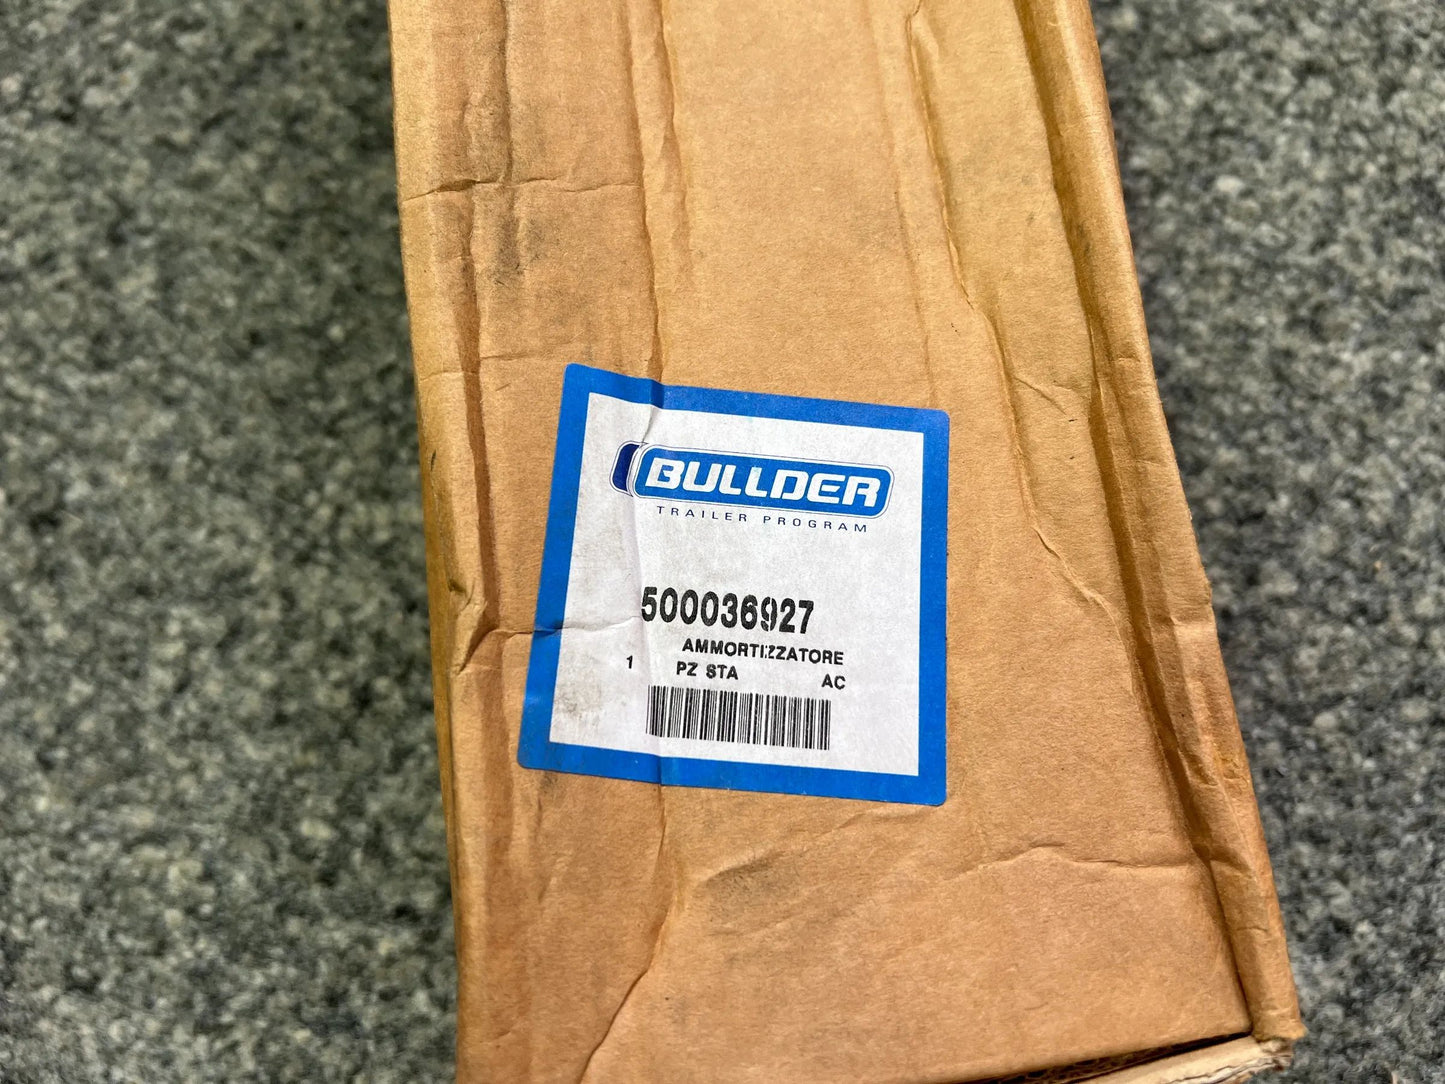 BULLDER
TRAILER PROGRAM
500036927
AMMORTIZZATORE
1 PZ STA AC